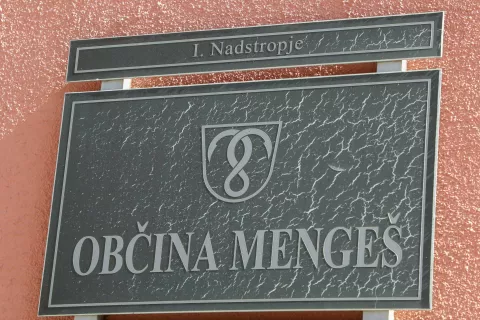 I. Nadstropje
OBČINA MENGEŠ